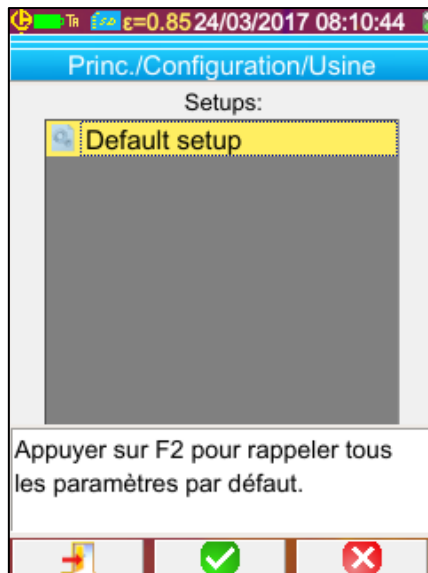 TR ε=0.85 24/03/2017 08:10:44
Princ./Configuration/Usine
Setups:
Default setup
Appuyer sur F2 pour rappeler tous
les paramètres par défaut.